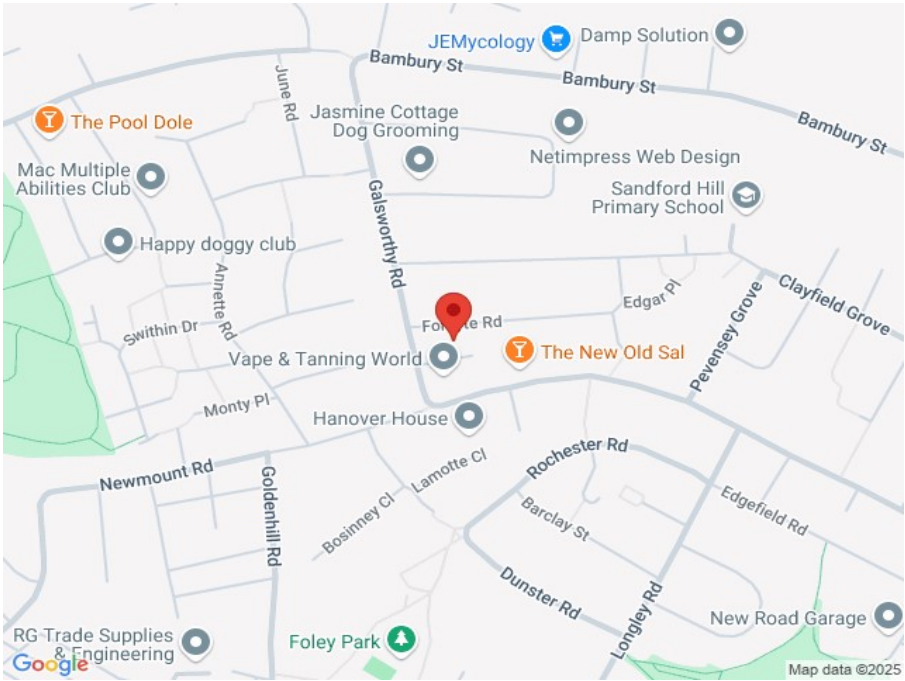 JEMycology
Damp Solution
Bambury St
Bambury St
Bambury St
June Rd
The Pool Dole
Jasmine Cottage
Dog Grooming
Netimpress Web Design
Mac Multiple
Abilities Club
Sandford Hill
Primary School
Galsworthy Rd
Happy doggy club
Annette Rd
Swithin Dr
Edgar Pl
Clayfield Grove
Pevensey Grove
Rd
Vape & Tanning World
The New Old Sal
Monty Pl
Hanover House
Newmount Rd
Goldenhill Rd
Lamotte Cl
Bosinney Cl
Rochester Rd
Barclay St
Edgefield Rd
Dunster Rd
Longley Rd
New Road Garage
RG Trade Supplies
& Engineering
Foley Park
Google
Map data ©2025